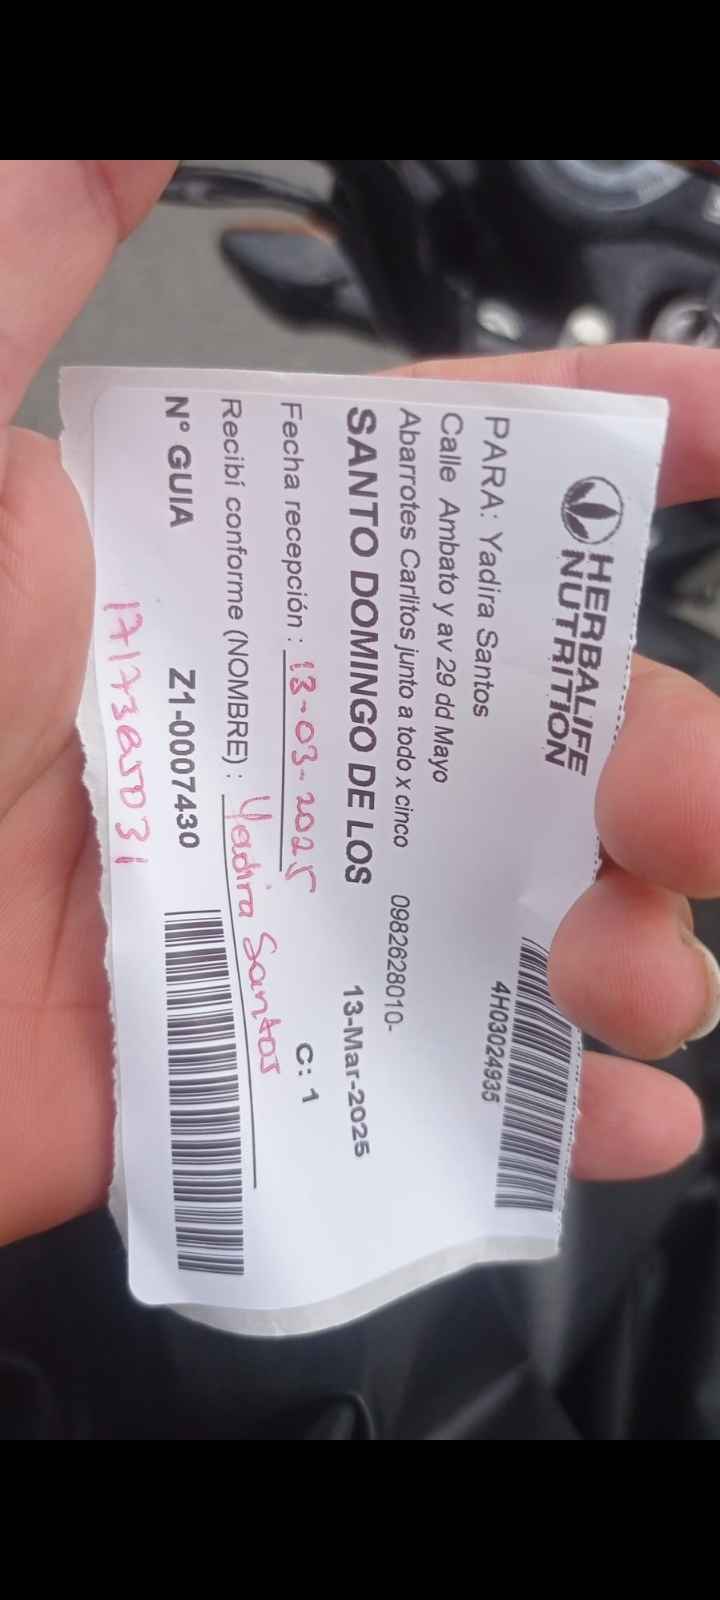 HERBALIFE
NUTRITION
4H03024935
PARA: Yadira Santos
Calle Ambato y av 29 dd Mayo
Abarrotes Carlitos junto a todo x cinco 0982628010-
SANTO DOMINGO DE LOS 13-Mar-2025
Fecha recepción : 13-03-2025 C: 1
Recibí conforme (NOMBRE) : Yadira Santos
N° GUIA Z1-0007430